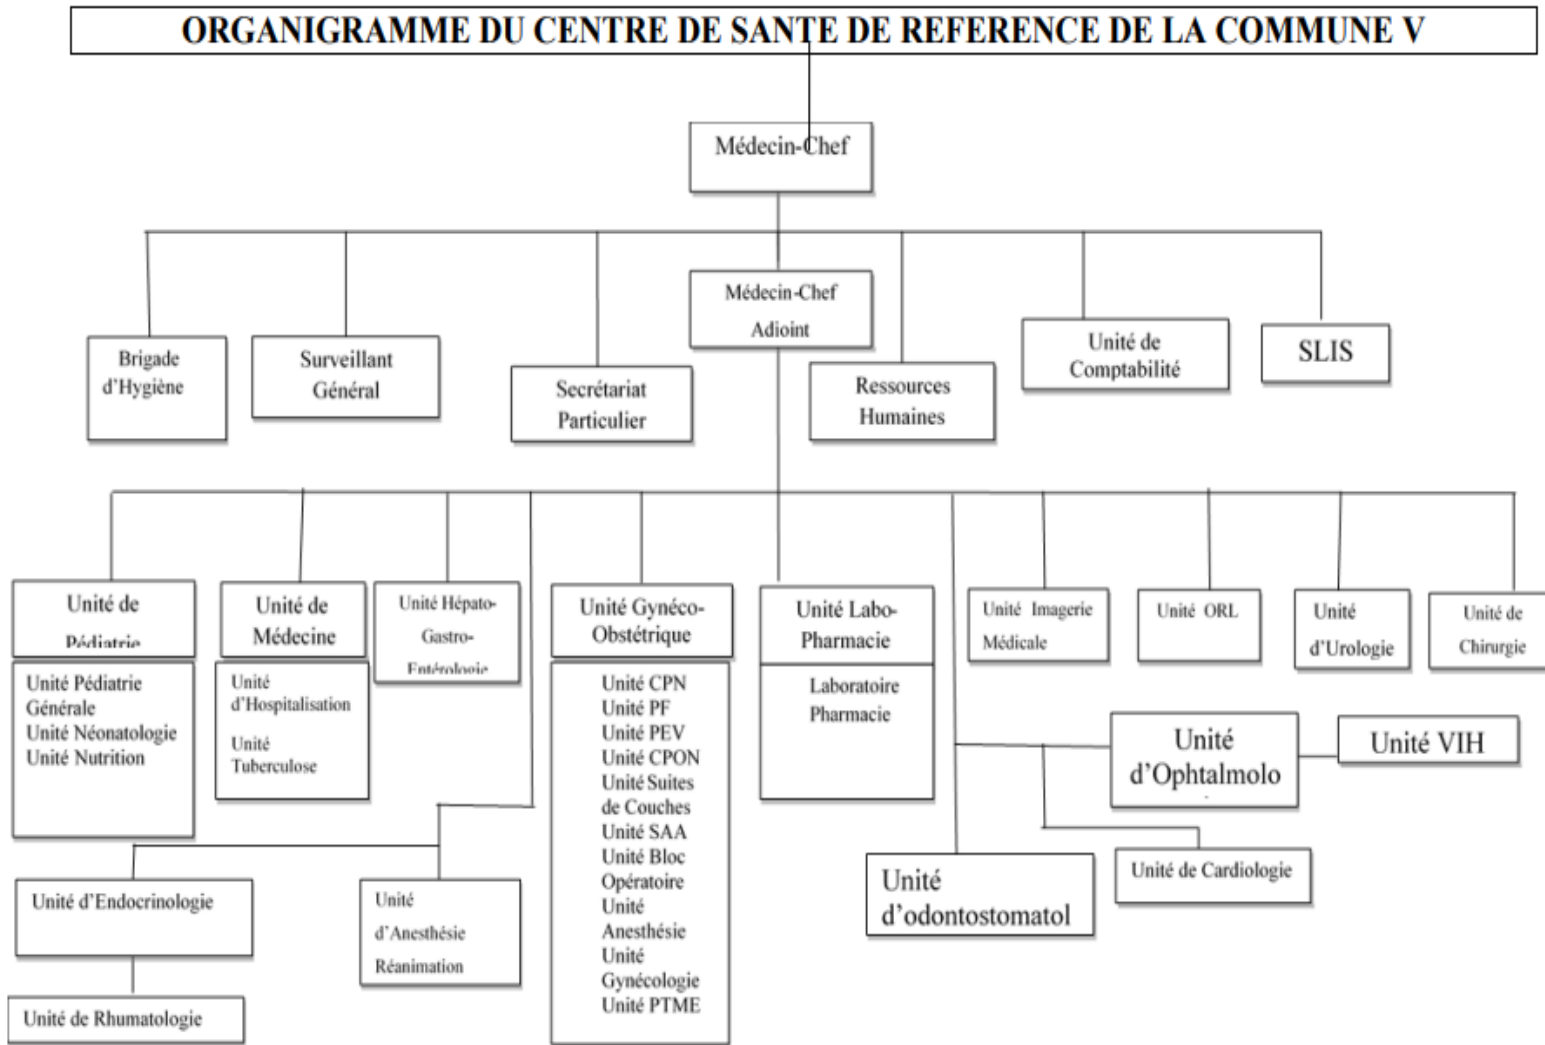 ORGANIGRAMME DU CENTRE DE SANTE DE REFERENCE DE LA COMMUNE V
Médecin-Chef
Médecin-Chef
Adioint
Brigade
d'Hygiène
Surveillant
Général
Secrétariat
Particulier
Ressources
Humaines
Unité de
Comptabilité
SLIS
Unité de
Pédiatrie
Unité Pédiatrie
Générale
Unité Néonatologie
Unité Nutrition
Unité de
Médecine
Unité
d'Hospitalisation
Unité
Tuberculose
Unité Hépato-
Gastro-
Entérologie
Unité Gynéco-
Obstétrique
Unité CPN
Unité PF
Unité PEV
Unité CPON
Unité Suites
de Couches
Unité SAA
Unité Bloc
Opératoire
Unité
Anesthésie
Unité
Gynécologie
Unité PTME
Unité Labo-
Pharmacie
Laboratoire
Pharmacie
Unité Imagerie
Médicale
Unité ORL
Unité
d'Urologie
Unité de
Chirurgie
Unité
d'Ophtalmolo
Unité VIH
Unité
d'odontostomatol
Unité de Cardiologie
Unité d'Endocrinologie
Unité
d'Anesthésie
Réanimation
Unité de Rhumatologie